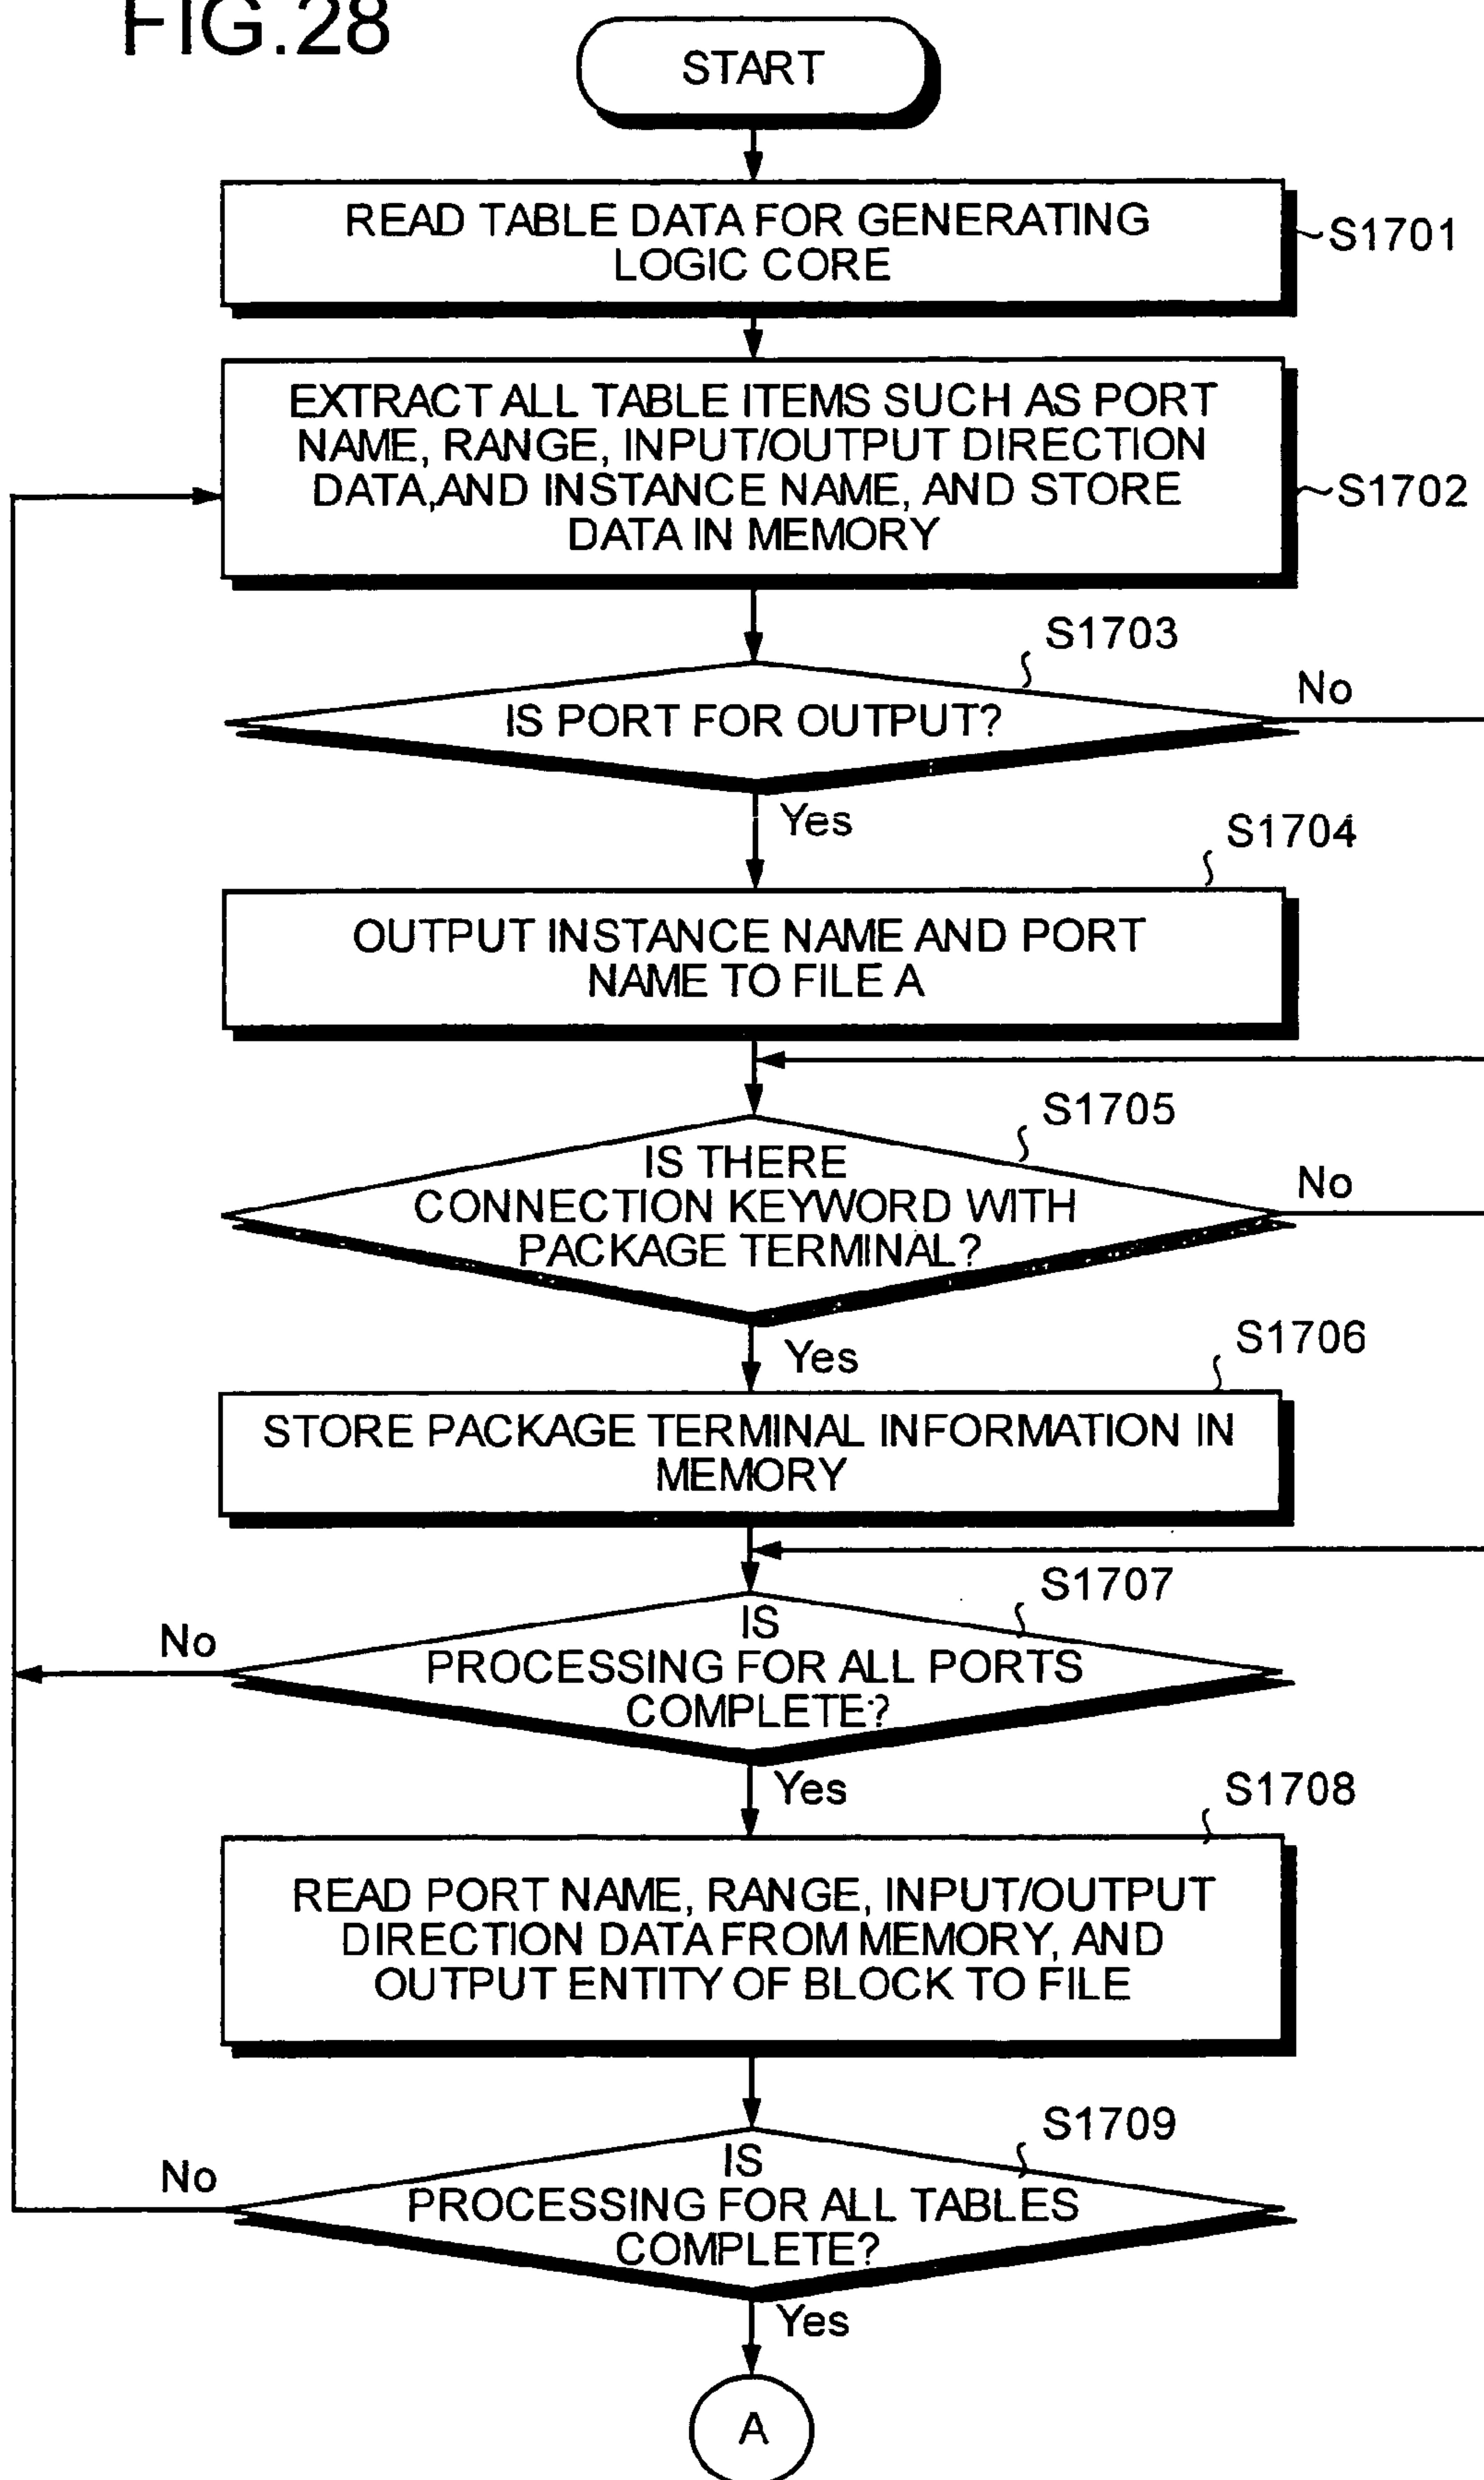 FIG.28
START
READ TABLE DATA FOR GENERATING
LOGIC CORE
S1701
EXTRACT ALL TABLE ITEMS SUCH AS PORT
NAME, RANGE, INPUT/OUTPUT DIRECTION
DATA,AND INSTANCE NAME, AND STORE
DATA IN MEMORY
S1702
S1703
IS PORT FOR OUTPUT?
No
Yes
S1704
OUTPUT INSTANCE NAME AND PORT
NAME TO FILE A
S1705
IS THERE
CONNECTION KEYWORD WITH
PACKAGE TERMINAL?
No
Yes
S1706
STORE PACKAGE TERMINAL INFORMATION IN
MEMORY
S1707
IS
PROCESSING FOR ALL PORTS
COMPLETE?
No
Yes
S1708
READ PORT NAME, RANGE, INPUT/OUTPUT
DIRECTION DATA FROM MEMORY, AND
OUTPUT ENTITY OF BLOCK TO FILE
S1709
IS
PROCESSING FOR ALL TABLES
COMPLETE?
No
Yes
A